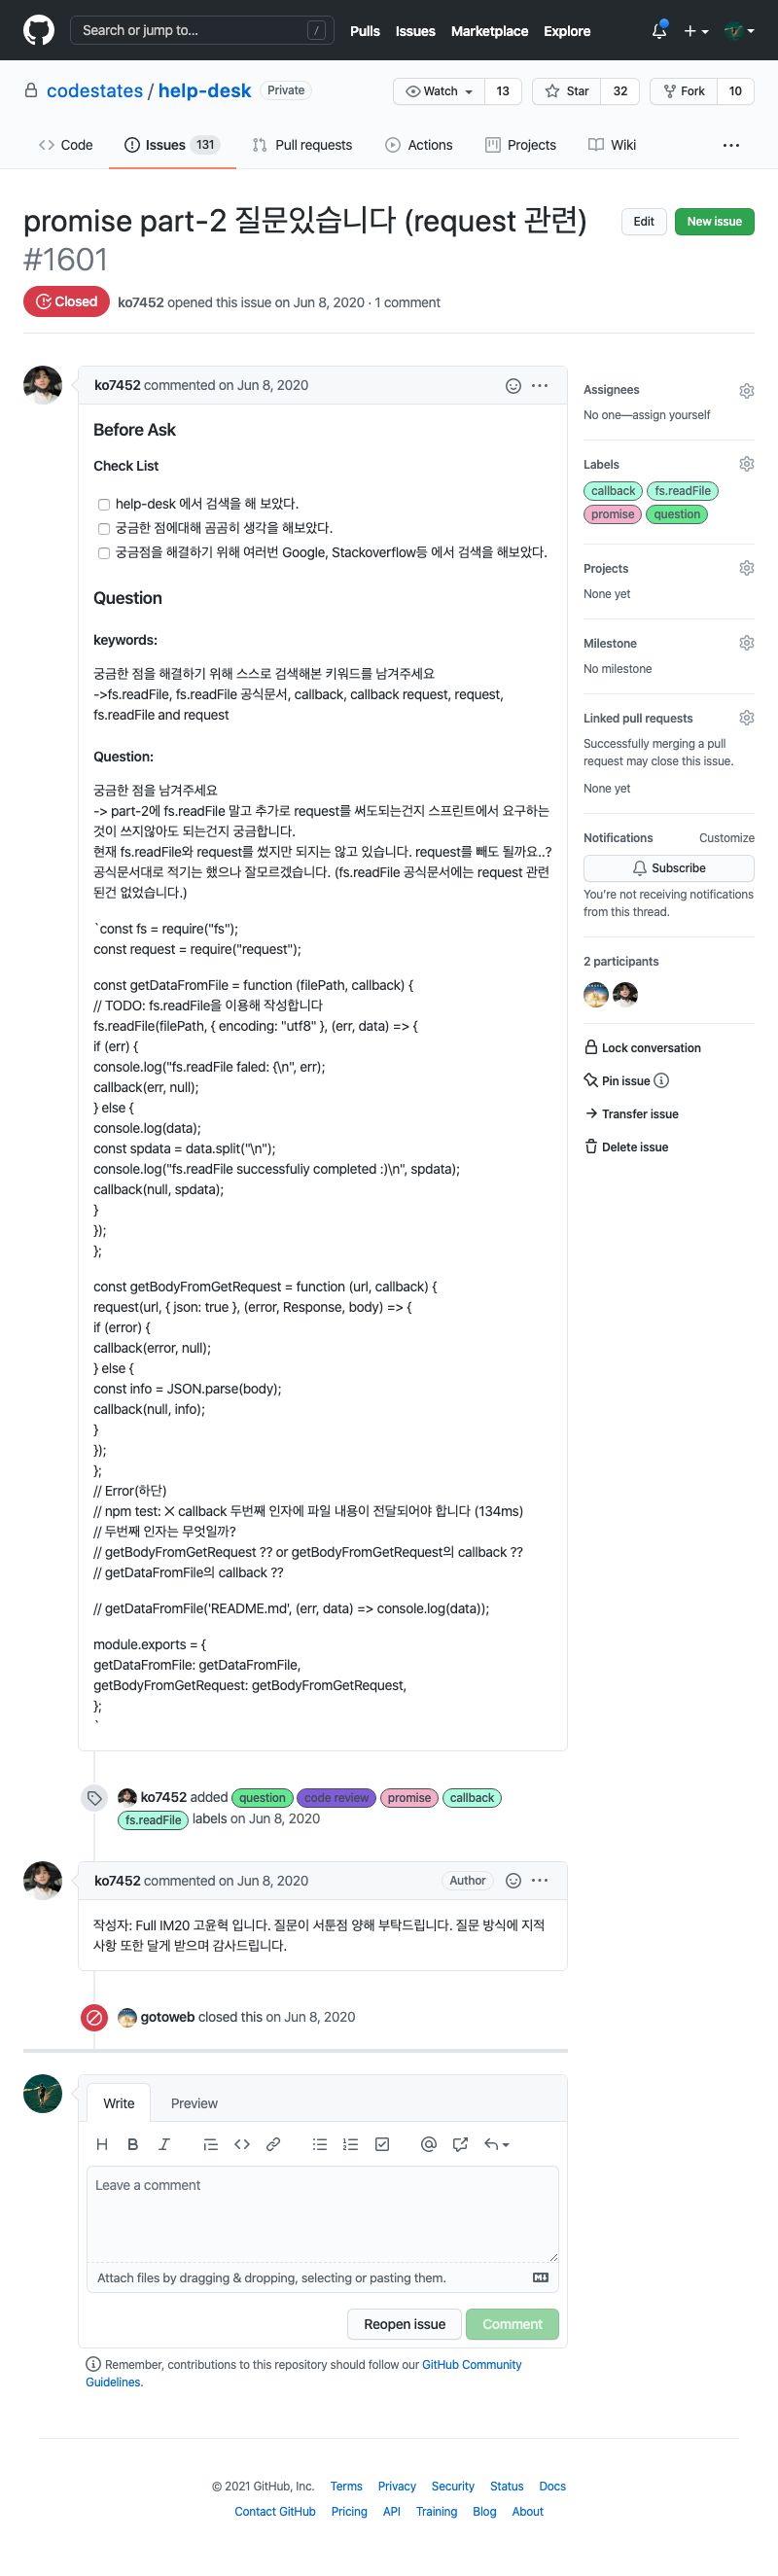 Search or jump to... /
Pulls Issues Marketplace Explore
codestates / help-desk Private
Watch 13 Star 32 Fork 10
Code Issues 131 Pull requests Actions Projects Wiki
promise part-2 질문있습니다 (request 관련)
#1601
Edit New issue
Closed ko7452 opened this issue on Jun 8, 2020 · 1 comment
ko7452 commented on Jun 8, 2020
Before Ask
Check List
help-desk 에서 검색을 해 보았다.
궁금한 점에대해 곰곰히 생각을 해보았다.
궁금점을 해결하기 위해 여러번 Google, Stackoverflow등 에서 검색을 해보았다.
Question
keywords:
궁금한 점을 해결하기 위해 스스로 검색해본 키워드를 남겨주세요
->fs.readFile, fs.readFile 공식문서, callback, callback request, request,
fs.readFile and request
Question:
궁금한 점을 남겨주세요
-> part-2에 fs.readFile 말고 추가로 request를 써도되는건지 스프린트에서 요구하는
것이 쓰지않아도 되는건지 궁금합니다.
현재 fs.readFile와 request를 썼지만 되지는 않고 있습니다. request를 빼도 될까요..?
공식문서대로 적기는 했으나 잘모르겠습니다. (fs.readFile 공식문서에는 request 관련
된건 없었습니다.)
`const fs = require("fs");
const request = require("request");
const getDataFromFile = function (filePath, callback) {
// TODO: fs.readFile을 이용해 작성합니다
fs.readFile(filePath, { encoding: "utf8" }, (err, data) => {
if (err) {
console.log("fs.readFile faled: {\n", err);
callback(err, null);
} else {
console.log(data);
const spdata = data.split("\n");
console.log("fs.readFile successfuliy completed :)\n", spdata);
callback(null, spdata);
}
});
};
const getBodyFromGetRequest = function (url, callback) {
request(url, { json: true }, (error, Response, body) => {
if (error) {
callback(error, null);
} else {
const info = JSON.parse(body);
callback(null, info);
}
});
};
// Error(하단)
// npm test: ✕ callback 두번째 인자에 파일 내용이 전달되어야 합니다 (134ms)
// 두번째 인자는 무엇일까?
// getBodyFromGetRequest ?? or getBodyFromGetRequest의 callback ??
// getDataFromFile의 callback ??
// getDataFromFile('README.md', (err, data) => console.log(data));
module.exports = {
getDataFromFile: getDataFromFile,
getBodyFromGetRequest: getBodyFromGetRequest,
};
`
Assignees
No one—assign yourself
Labels
callback fs.readFile
promise question
Projects
None yet
Milestone
No milestone
Linked pull requests
Successfully merging a pull
request may close this issue.
None yet
Notifications Customize
Subscribe
You're not receiving notifications
from this thread.
2 participants
Lock conversation
Pin issue
Transfer issue
Delete issue
ko7452 added question code review promise callback
fs.readFile labels on Jun 8, 2020
ko7452 commented on Jun 8, 2020 Author
작성자: Full IM20 고윤혁 입니다. 질문이 서툰점 양해 부탁드립니다. 질문 방식에 지적
사항 또한 달게 받으며 감사드립니다.
gotoweb closed this on Jun 8, 2020
Write Preview
Leave a comment
Attach files by dragging & dropping, selecting or pasting them.
Reopen issue Comment
Remember, contributions to this repository should follow our GitHub Community
Guidelines.
© 2021 GitHub, Inc. Terms Privacy Security Status Docs
Contact GitHub Pricing API Training Blog About